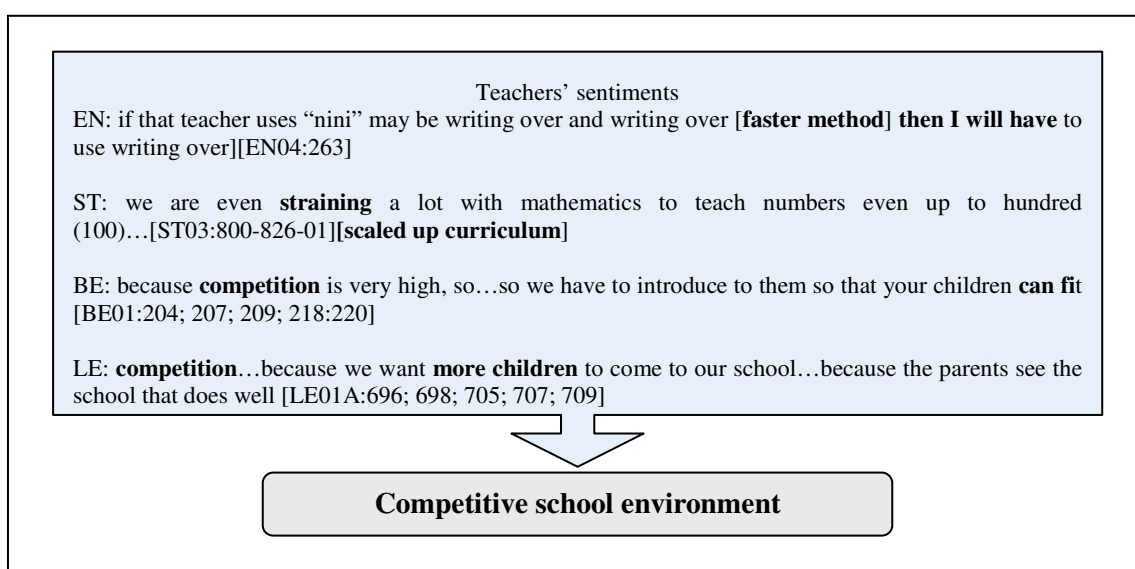 Teachers’ sentiments
EN: if that teacher uses “nini” may be writing over and writing over [faster method] then I will have to
use writing over][EN04:263]
ST: we are even straining a lot with mathematics to teach numbers even up to hundred
(100)…[ST03:800-826-01][scaled up curriculum]
BE: because competition is very high, so…so we have to introduce to them so that your children can fit
[BE01:204; 207; 209; 218:220]
LE: competition…because we want more children to come to our school…because the parents see the
school that does well [LE01A:696; 698; 705; 707; 709]
Competitive school environment